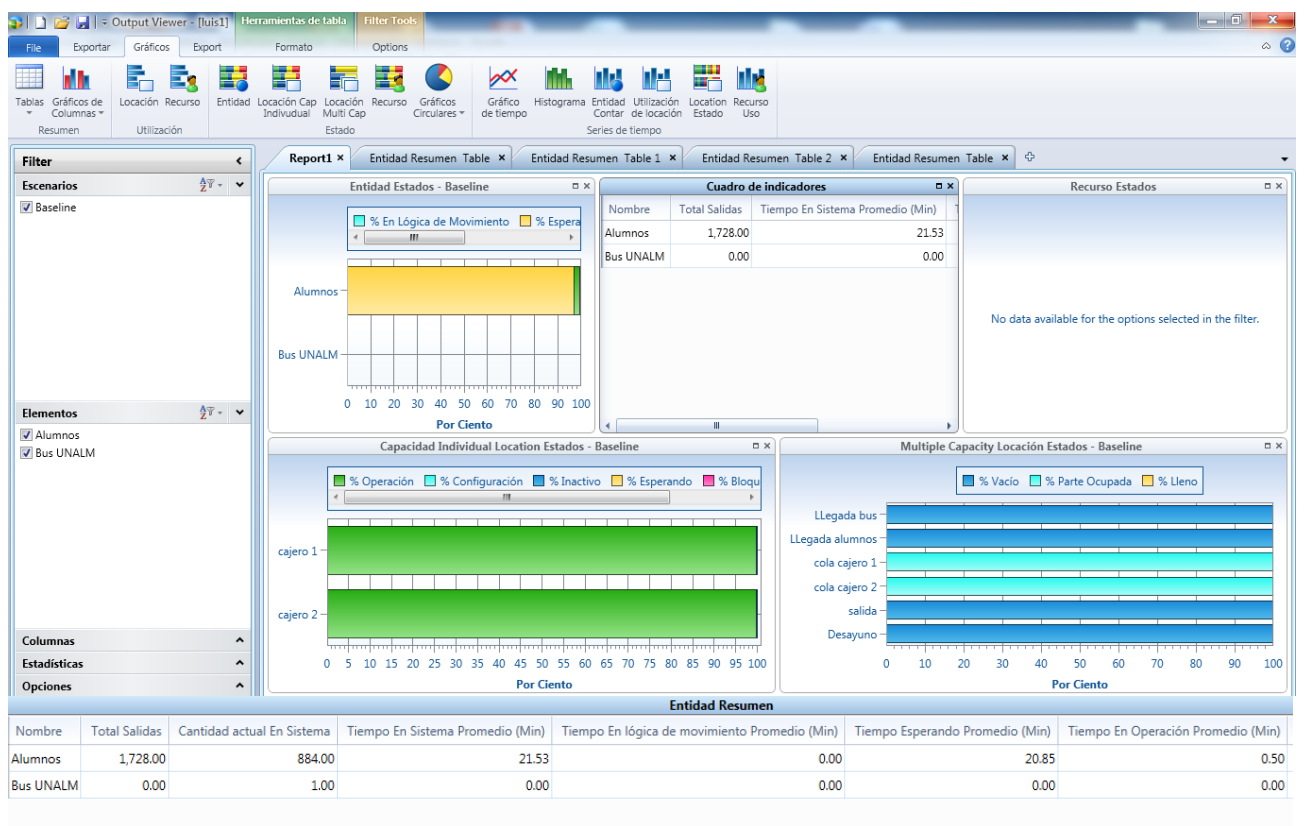 Output Viewer - [luis1]
Herramientas de tabla
Filter Tools
File
Exportar
Gráficos
Export
Formato
Options
Tablas
Gráficos de Columnas
Locación
Recurso
Entidad
Locación Cap Indivudual
Locación Multi Cap
Recurso
Gráficos Circulares
Gráfico de tiempo
Histograma
Entidad Contar
Utilización de locación
Location Estado
Recurso Uso
Resumen
Utilización
Estado
Series de tiempo
Filter
Escenarios
Baseline
Elementos
Alumnos
Bus UNALM
Columnas
Estadísticas
Opciones
Report1
Entidad Resumen Table
Entidad Resumen Table 1
Entidad Resumen Table 2
Entidad Resumen Table
Entidad Estados - Baseline
% En Lógica de Movimiento % Espera
Alumnos
Bus UNALM
0 10 20 30 40 50 60 70 80 90 100
Por Ciento
Cuadro de indicadores
Nombre Total Salidas Tiempo En Sistema Promedio (Min)
Alumnos 1,728.00 21.53
Bus UNALM 0.00 0.00
Recurso Estados
No data available for the options selected in the filter.
Capacidad Individual Location Estados - Baseline
% Operación % Configuración % Inactivo % Esperando % Bloqu
cajero 1
cajero 2
0 5 10 15 20 25 30 35 40 45 50 55 60 65 70 75 80 85 90 95 100
Por Ciento
Multiple Capacity Locación Estados - Baseline
% Vacío % Parte Ocupada % Lleno
LLegada bus
LLegada alumnos
cola cajero 1
cola cajero 2
salida
Desayuno
0 10 20 30 40 50 60 70 80 90 100
Por Ciento
Entidad Resumen
Nombre Total Salidas Cantidad actual En Sistema Tiempo En Sistema Promedio (Min) Tiempo En lógica de movimiento Promedio (Min) Tiempo Esperando Promedio (Min) Tiempo En Operación Promedio (Min)
Alumnos 1,728.00 884.00 21.53 0.00 20.85 0.50
Bus UNALM 0.00 1.00 0.00 0.00 0.00 0.00